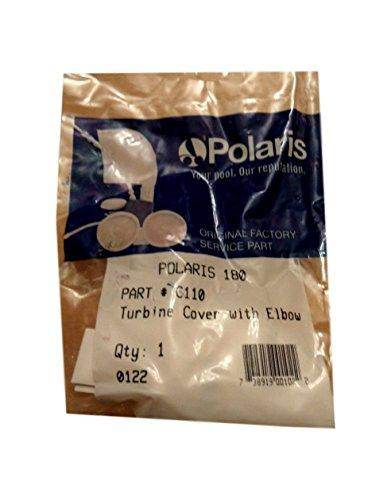 Polaris
Your pool. Our reputation.
ORIGINAL FACTORY
SERVICE PART
POLARIS 180
PART # G110
Turbine Cover with Elbow
Qty: 1
0122